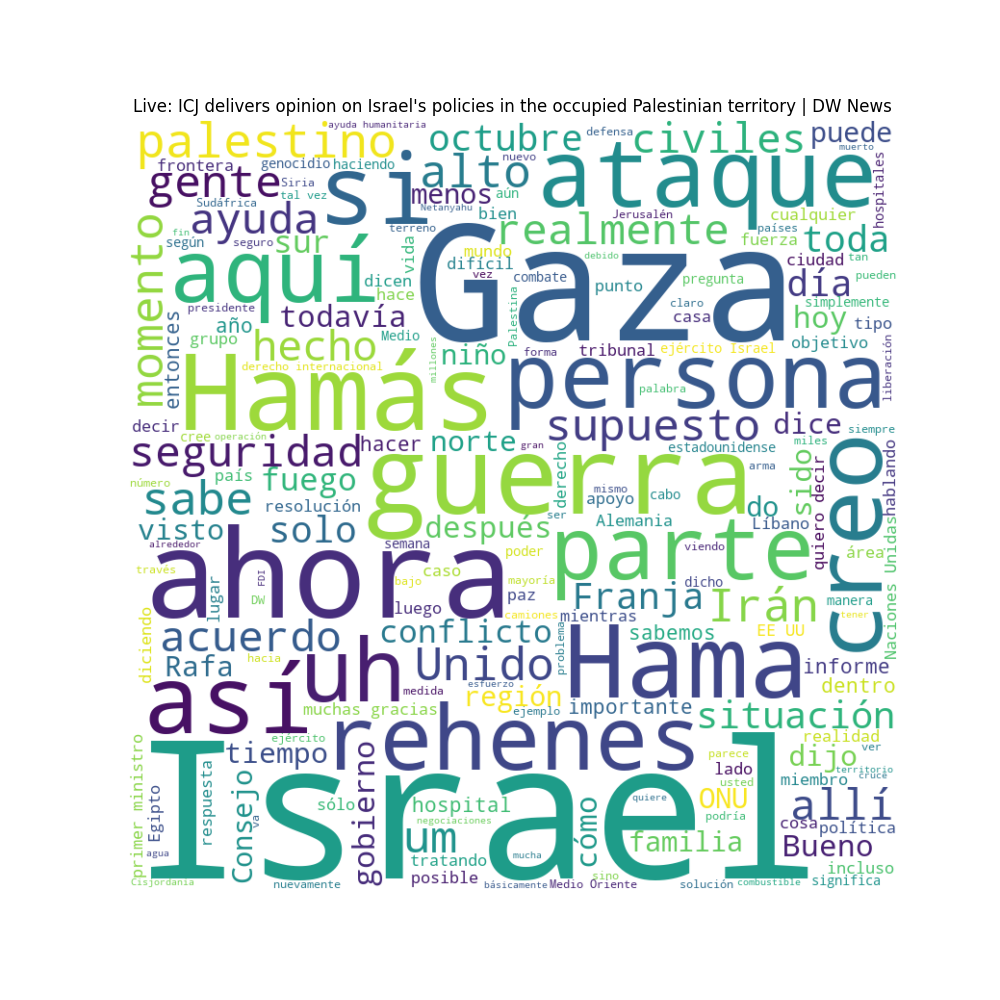 Live: ICJ delivers opinion on Israel's policies in the occupied Palestinian territory | DW News
ayuda humanitaria
palestino
octubre
defensa
civiles
puede
muerto
frontera
genocidio
haciendo
si
alto
nuevo
ataque
hospitales
gente
Siria
tal vez
menos
aún
Sudáfrica
Netanyahu
bien
Jerusalén
cualquier
momento
ayuda
terreno
realmente
países
fin
según
seguro
sur
vida
mundo
difícil
debido
fuerza
toda
tan
aquí
dicen
vez
combate
punto
pregunta
ciudad
día
pueden
Gaza
hace
Palestina
claro
simplemente
presidente
todavía
casa
hoy
tipo
entonces
año
grupo
hecho
Medio
niño
forma
tribunal
ejército Israel
objetivo
liberación
Hamás
derecho internacional
millones
persona
palabra
decir
cree
operación
seguridad
hacer
norte
gran
supuesto
dice
siempre
estadounidense
miles
creo
país
fuego
guerra
derecho
arma
sido
decir
quiero
hablando
número
sabe
resolución
mismo
apoyo
cabo
do
visto
solo
después
ser
Alemania
Líbano
Naciones Unidas
alrededor
semana
poder
parte
viendo
área
través
ahora
FDI
caso
bajo
mayoría
dicho
lugar
DW
luego
paz
camiones
Franja
Irán
manera
tener
diciendo
acuerdo
conflicto
mientras
sabemos
EE UU
Rafa
hacia
uh
Unido
problema
Hama
informe
así
medida
esfuerzo
región
dentro
muchas gracias
ejemplo
importante
situación
primer ministro
ejército
rehenes
realidad
tiempo
parece
dijo
ver
Egipto
respuesta
Consejo
gobierno
lado
miembro
territorio
cruce
usted
Israel
sólo
hospital
quiere
ONU
allí
va
negociaciones
cómo
podría
cosa
política
agua
um
familia
Bueno
tratando
mucha
incluso
Cisjordania
nuevamente
posible
básicamente
Medio Oriente
sino
solución
combustible
significa